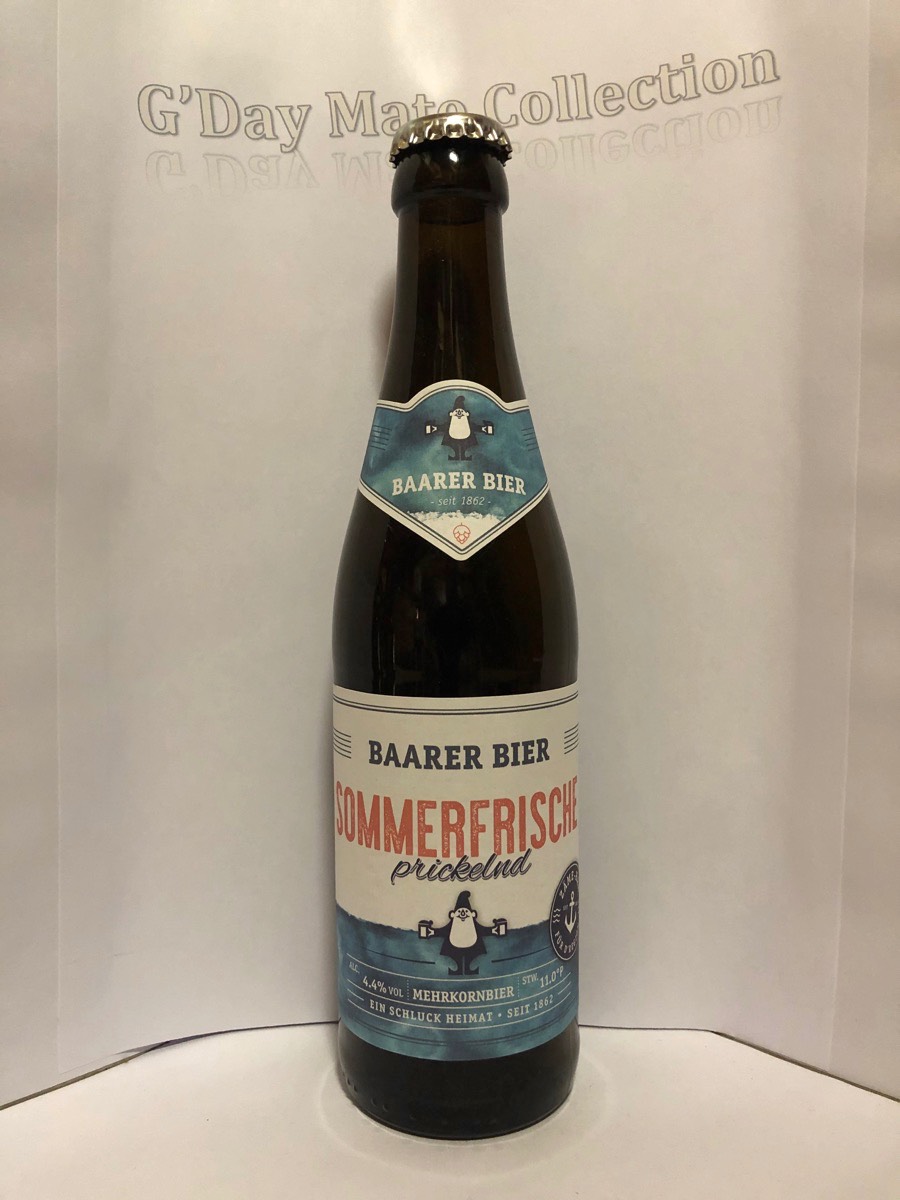 G'Day Mate Collection
BAARER BIER
- seit 1862 -
BAARER BIER
SOMMERFRISCHE
prickelnd
ALC. 4.4% VOL
MEHRKORNBIER
STW. 11.0°P
EIN SCHLUCK HEIMAT • SEIT 1862